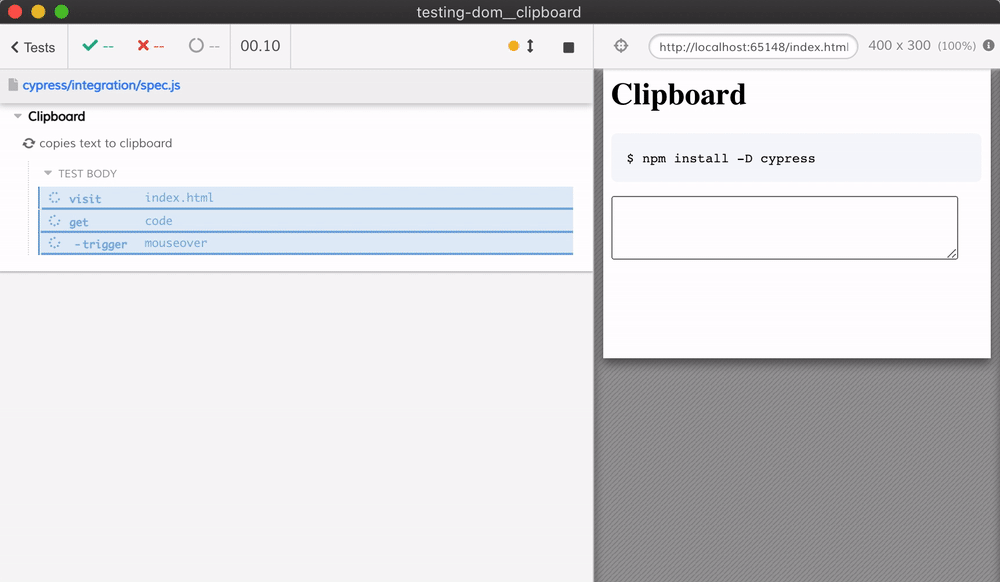 testing-dom__clipboard
Tests -- -- -- 00.10
http://localhost:65148/index.html 400 x 300 (100%)
cypress/integration/spec.js
Clipboard
copies text to clipboard
TEST BODY
visit index.html
get code
-trigger mouseover
Clipboard
$ npm install -D cypress